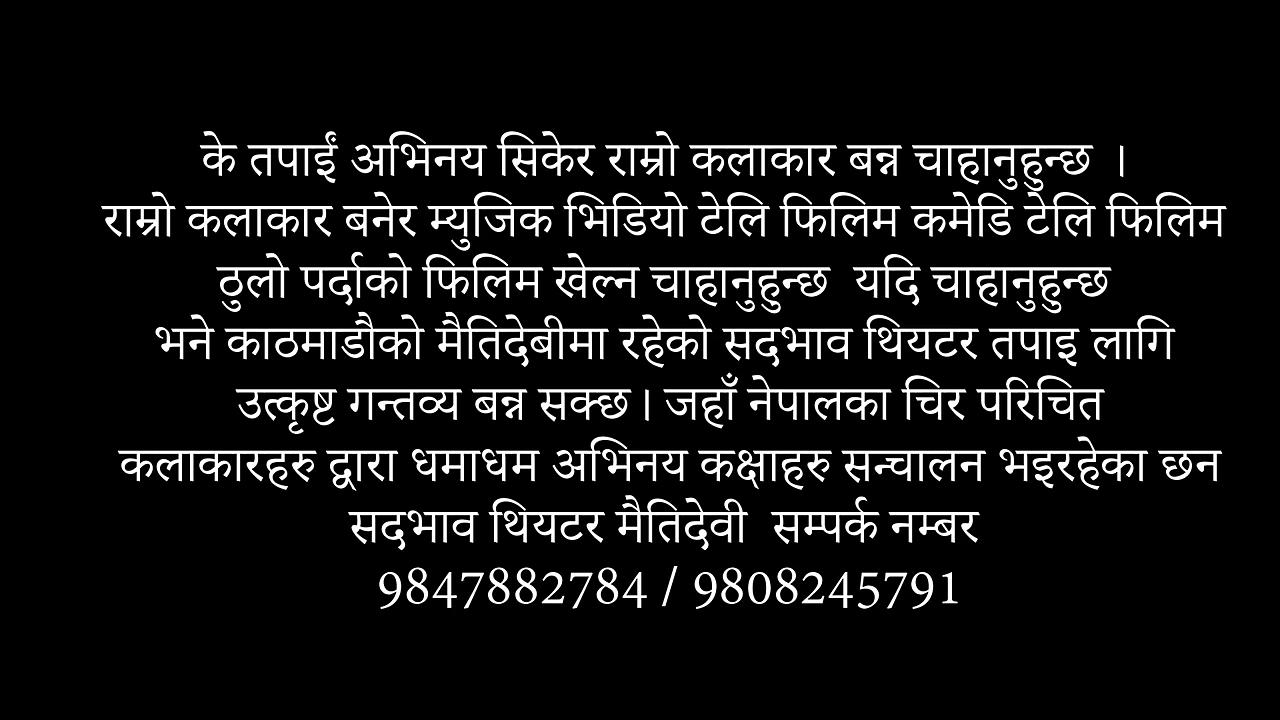 के तपाईं अभिनय सिकेर राम्रो कलाकार बन्न चाहानुहुन्छ ।
राम्रो कलाकार बनेर म्युजिक भिडियो टेलि फिलिम कमेडि टेलि फिलिम
ठुलो पर्दाको फिलिम खेल्न चाहानुहुन्छ यदि चाहानुहुन्छ
भने काठमाडौको मैतिदेबीमा रहेको सदभाव थियटर तपाइ लागि
उत्कृष्ट गन्तव्य बन्न सक्छ । जहाँ नेपालका चिर परिचित
कलाकारहरु द्वारा धमाधम अभिनय कक्षाहरु सन्चालन भइरहेका छन
सदभाव थियटर मैतिदेवी सम्पर्क नम्बर
9847882784 / 9808245791